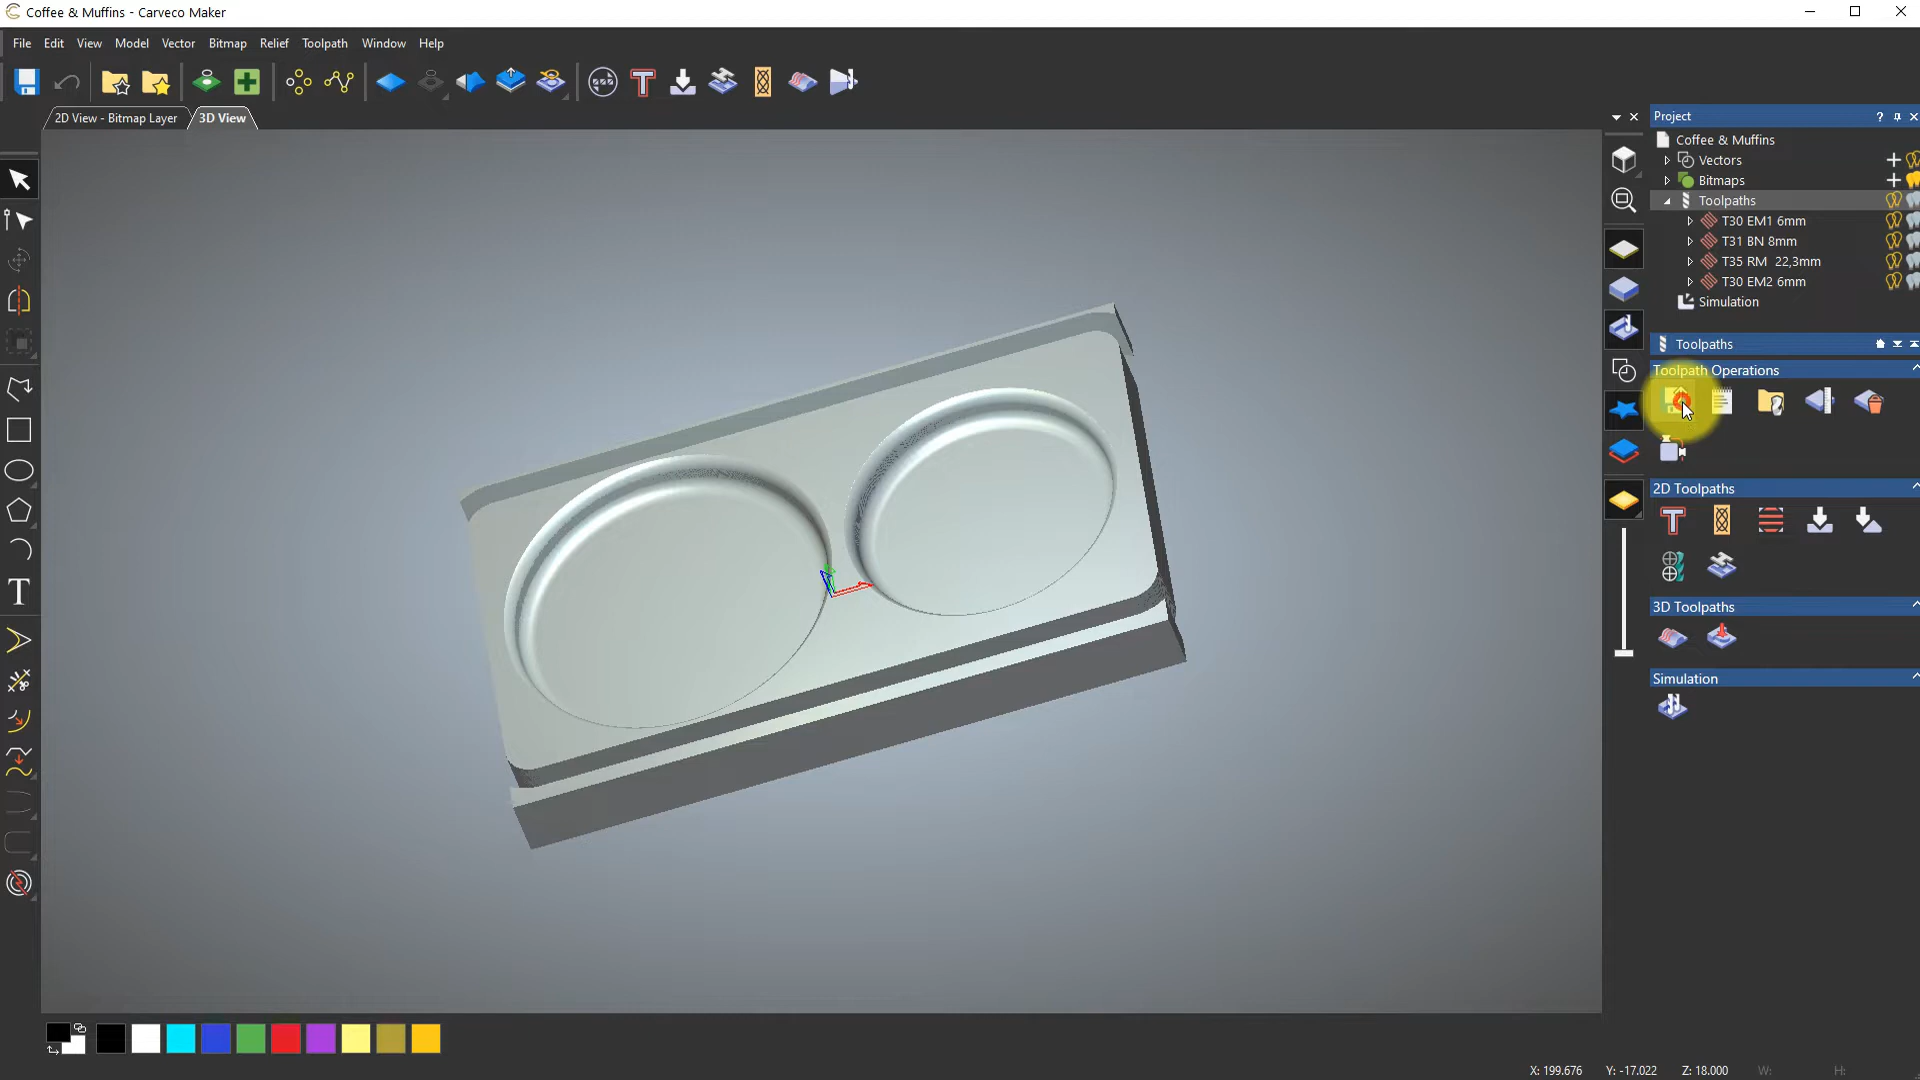 Coffee & Muffins - Carveco Maker
File Edit View Model Vector Bitmap Relief Toolpath Window Help
2D View - Bitmap Layer
3D View
Project
Coffee & Muffins
Vectors
Bitmaps
Toolpaths
T30 EM1 6mm
T31 BN 8mm
T35 RM  22,3mm
T30 EM2 6mm
Simulation
Toolpaths
Toolpath Operations
2D Toolpaths
3D Toolpaths
Simulation
X: 199.676 Y: -17.022 Z: 18.000 W: H: